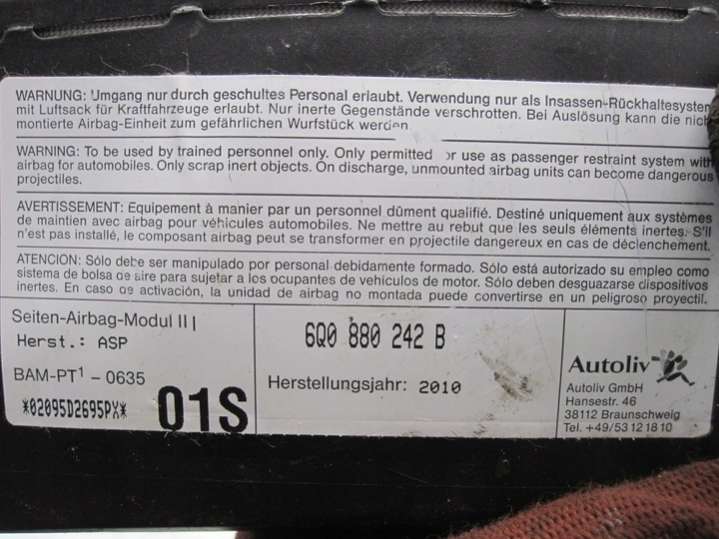 WARNUNG: Umgang nur durch geschultes Personal erlaubt. Verwendung nur als Insassen-Rückhaltesystem
mit Luftsack für Kraftfahrzeuge erlaubt. Nur inerte Gegenstände verschrotten. Bei Auslösung kann die nich
montierte Airbag-Einheit zum gefährlichen Wurfstück werden
WARNING: To be used by trained personnel only. Only permitted or use as passenger restraint system with
airbag for automobiles. Only scrap inert objects. On discharge, unmounted airbag units can become dangerous
projectiles.
AVERTISSEMENT: Equipement à manier par un personnel dûment qualifié. Destiné uniquement aux systèmes
de maintien avec airbag pour véhicules automobiles. Ne mettre au rebut que les seuls éléments inertes. S'il
n'est pas installé, le composant airbag peut se transformer en projectile dangereux en cas de déclenchement.
ATENCION: Sólo debe ser manipulado por personal debidamente formado. Sólo está autorizado su empleo como
sistema de bolsa de aire para sujetar a los ocupantes de vehículos de motor. Sólo deben desguazarse dispositivos
inertes. En caso de activación, la unidad de airbag no montada puede convertirse en un peligroso proyectil.
Seiten-Airbag-Modul III
Herst.: ASP
BAM-PT¹ - 0635
*02095D2695PX* 01S
6Q0 880 242 B
Herstellungsjahr: 2010
Autoliv
Autoliv GmbH
Hansestr. 46
38112 Braunschweig
Tel. +49/53 12 18 10